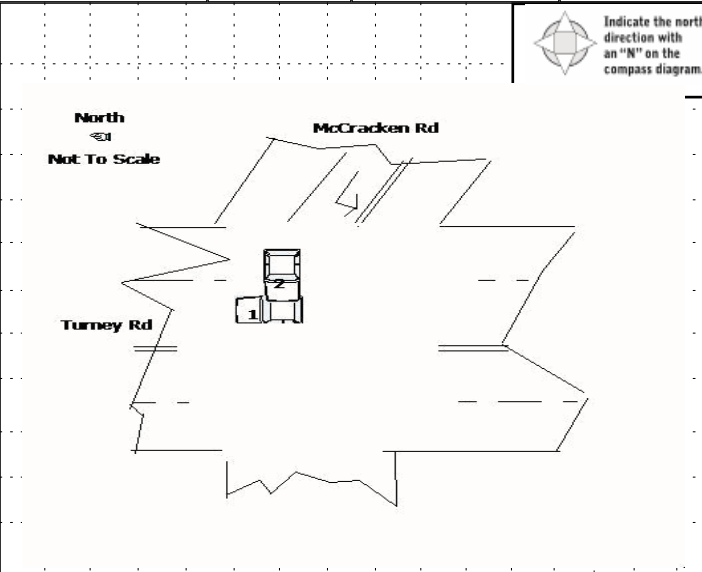 Indicate the north
direction with
an “N” on the
compass diagram.
North
Not To Scale
McCracken Rd
2
1
Turney Rd